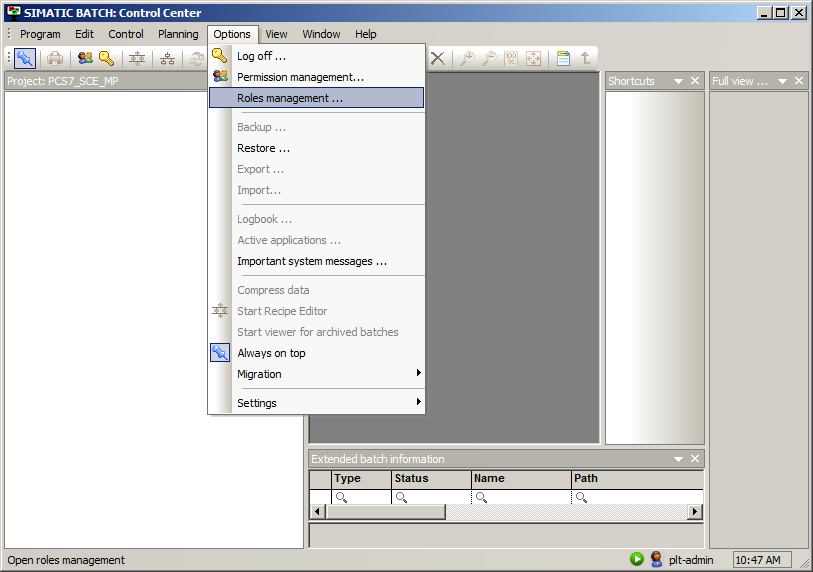 SIMATIC BATCH: Control Center
Program Edit Control Planning Options View Window Help
100 %
Project: PCS7_SCE_MP
Shortcuts
Full view ...
Log off ...
Permission management...
Roles management ...
Backup ...
Restore ...
Export ...
Import...
Logbook ...
Active applications ...
Important system messages ...
Compress data
Start Recipe Editor
Start viewer for archived batches
Always on top
Migration
Settings
Extended batch information
Type Status Name Path
Open roles management
plt-admin
10:47 AM